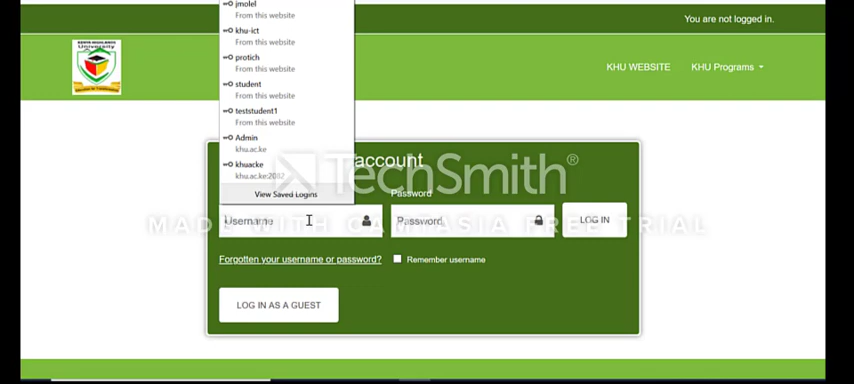 jmolel
From this website
khu-ict
From this website
protich
From this website
student
From this website
teststudent1
From this website
Admin
khu.ac.ke
khuacke
khu.ac.ke:2082
View Saved Logins
You are not logged in.
University
KHU WEBSITE
KHU Programs
account
TechSmith®
Password
MADE WITH CAMTASIA FREE TRIAL
Username
Password
LOG IN
Forgotten your username or password?
Remember username
LOG IN AS A GUEST